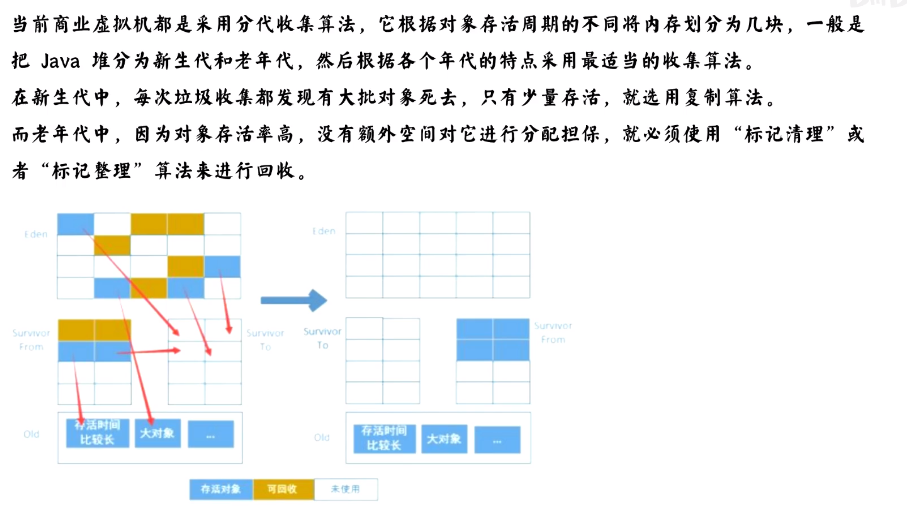 当前商业虚拟机都是采用分代收集算法，它根据对象存活周期的不同将内存划分为几块，一般是
把 Java 堆分为新生代和老年代，然后根据各个年代的特点采用最适当的收集算法。
在新生代中，每次垃圾收集都发现有大批对象死去，只有少量存活，就选用复制算法。
而老年代中，因为对象存活率高，没有额外空间对它进行分配担保，就必须使用“标记清理”或
者“标记整理”算法来进行回收。
Eden
Eden
Survivor
From
Survivor
To
Survivor
To
Survivor
From
Old
存活时间
比较长
大对象
...
Old
存活时间
比较长
大对象
...
存活对象
可回收
未使用